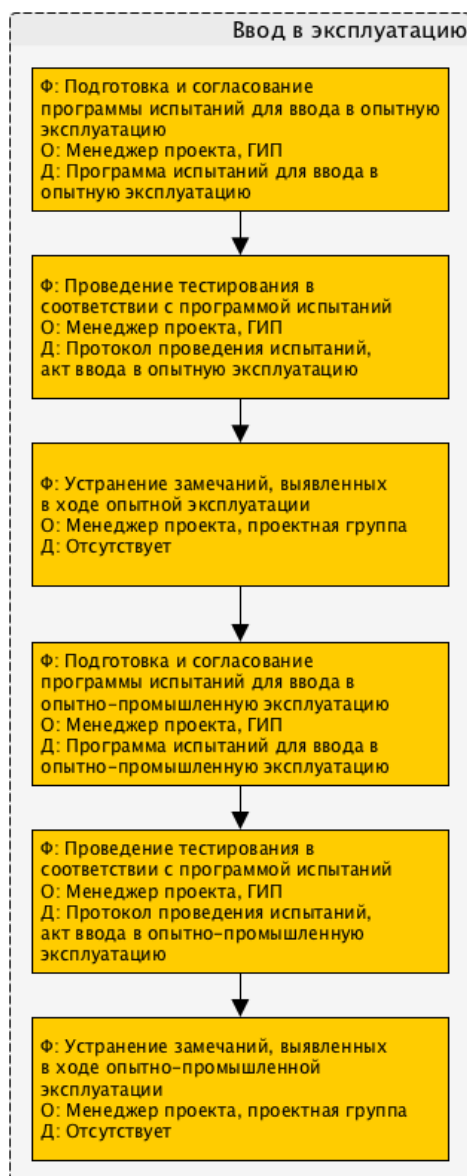 Ввод в эксплуатацию
Ф: Подготовка и согласование
программы испытаний для ввода в опытную
эксплуатацию
О: Менеджер проекта, ГИП
Д: Программа испытаний для ввода в
опытную эксплуатацию
Ф: Проведение тестирования в
соответствии с программой испытаний
О: Менеджер проекта, ГИП
Д: Протокол проведения испытаний,
акт ввода в опытную эксплуатацию
Ф: Устранение замечаний, выявленных
в ходе опытной эксплуатации
О: Менеджер проекта, проектная группа
Д: Отсутствует
Ф: Подготовка и согласование
программы испытаний для ввода в
опытно-промышленную эксплуатацию
О: Менеджер проекта, ГИП
Д: Программа испытаний для ввода в
опытно-промышленную эксплуатацию
Ф: Проведение тестирования в
соответствии с программой испытаний
О: Менеджер проекта, ГИП
Д: Протокол проведения испытаний,
акт ввода в опытно-промышленную
эксплуатацию
Ф: Устранение замечаний, выявленных
в ходе опытно-промышленной
эксплуатации
О: Менеджер проекта, проектная группа
Д: Отсутствует